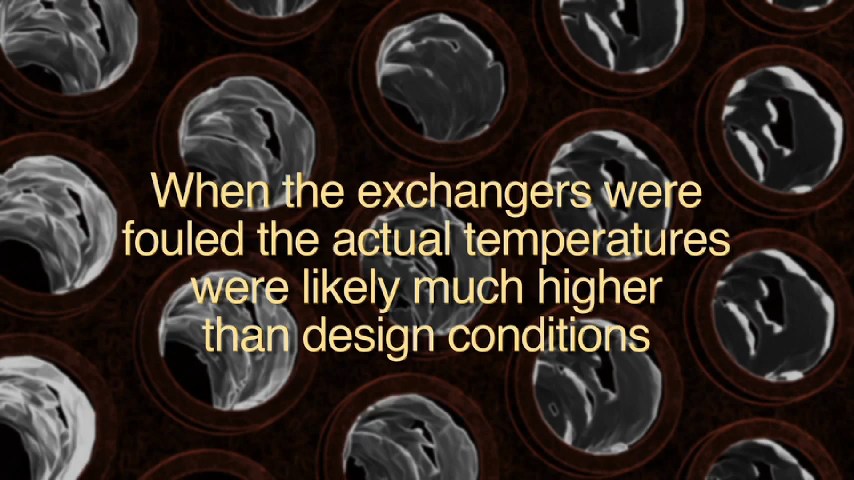 When the exchangers were
fouled the actual temperatures
were likely much higher
than design conditions